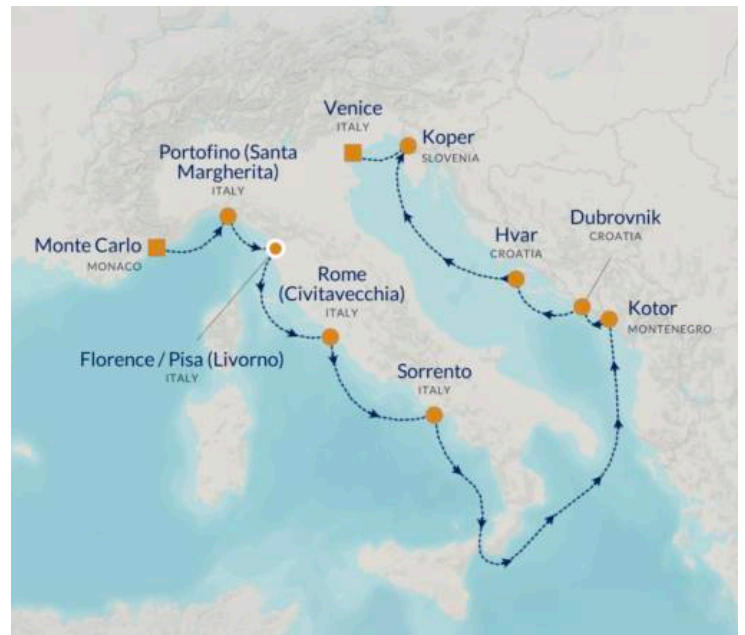 Venice
ITALY
Koper
SLOVENIA
Portofino (Santa
Margherita)
ITALY
Monte Carlo
MONACO
Dubrovnik
CROATIA
Hvar
CROATIA
Kotor
MONTENEGRO
Rome
(Civitavecchia)
ITALY
Florence / Pisa (Livorno)
ITALY
Sorrento
ITALY